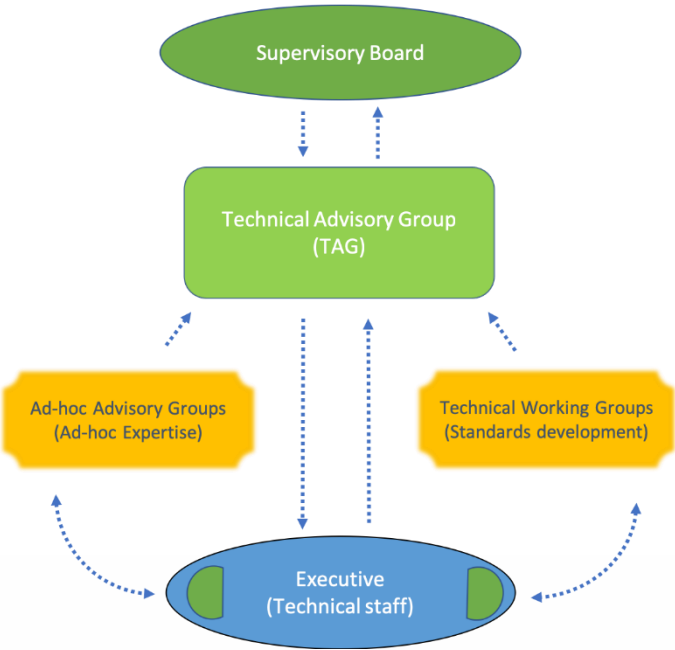 Supervisory Board
Technical Advisory Group
(TAG)
Ad-hoc Advisory Groups
(Ad-hoc Expertise)
Technical Working Groups
(Standards development)
Executive
(Technical staff)